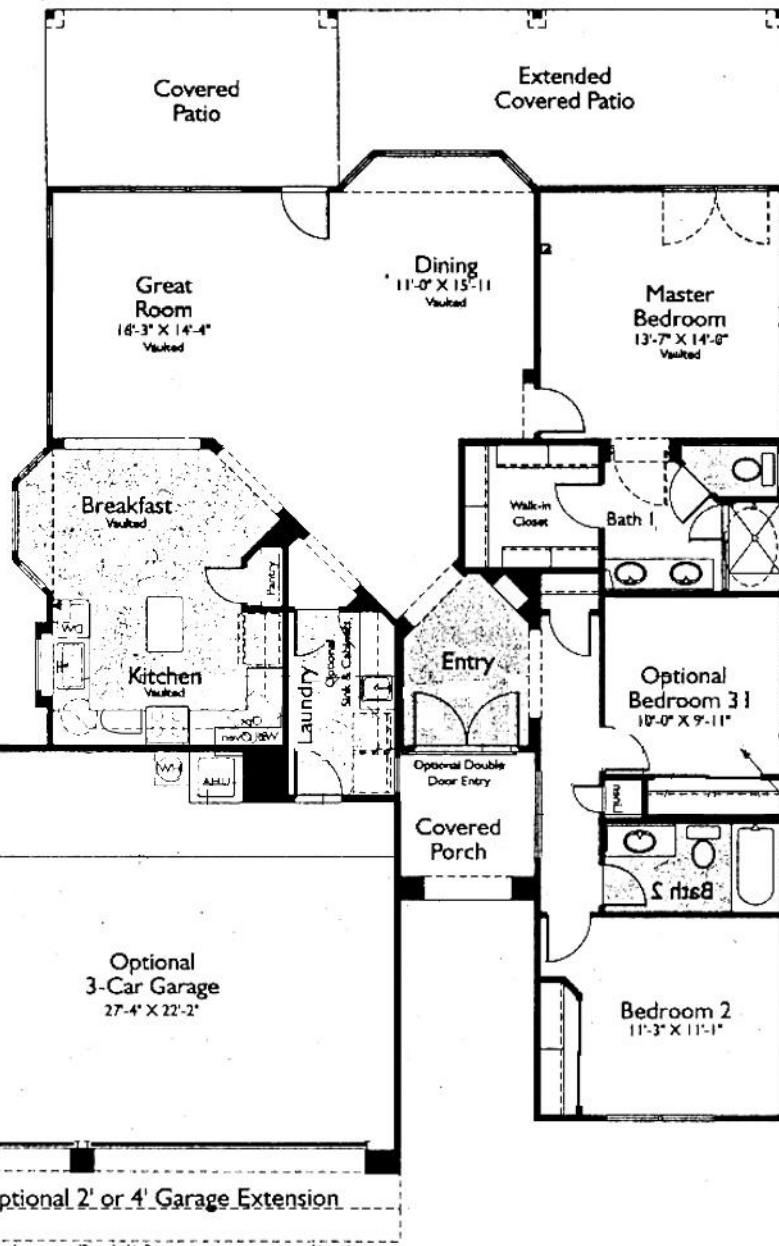 Covered
Patio
Extended
Covered Patio
Great
Room
16'-3" X 14'-4"
Vaulted
Dining
11'-0" X 15'-11
Vaulted
Master
Bedroom
13'-7" X 14'-8"
Vaulted
Breakfast
Vaulted
Walk-in
Closet
Bath 1
Pantry
Kitchen
Vaulted
Laundry
Optional
Sink & Cabinets
Entry
Optional
Bedroom 31
10'-0" X 9'-11"
Optional Double
Door Entry
Covered
Porch
Bath 2
Optional
3-Car Garage
27'-4" X 22'-2"
Bedroom 2
11'-3" X 11'-1"
ptional 2' or 4' Garage Extension